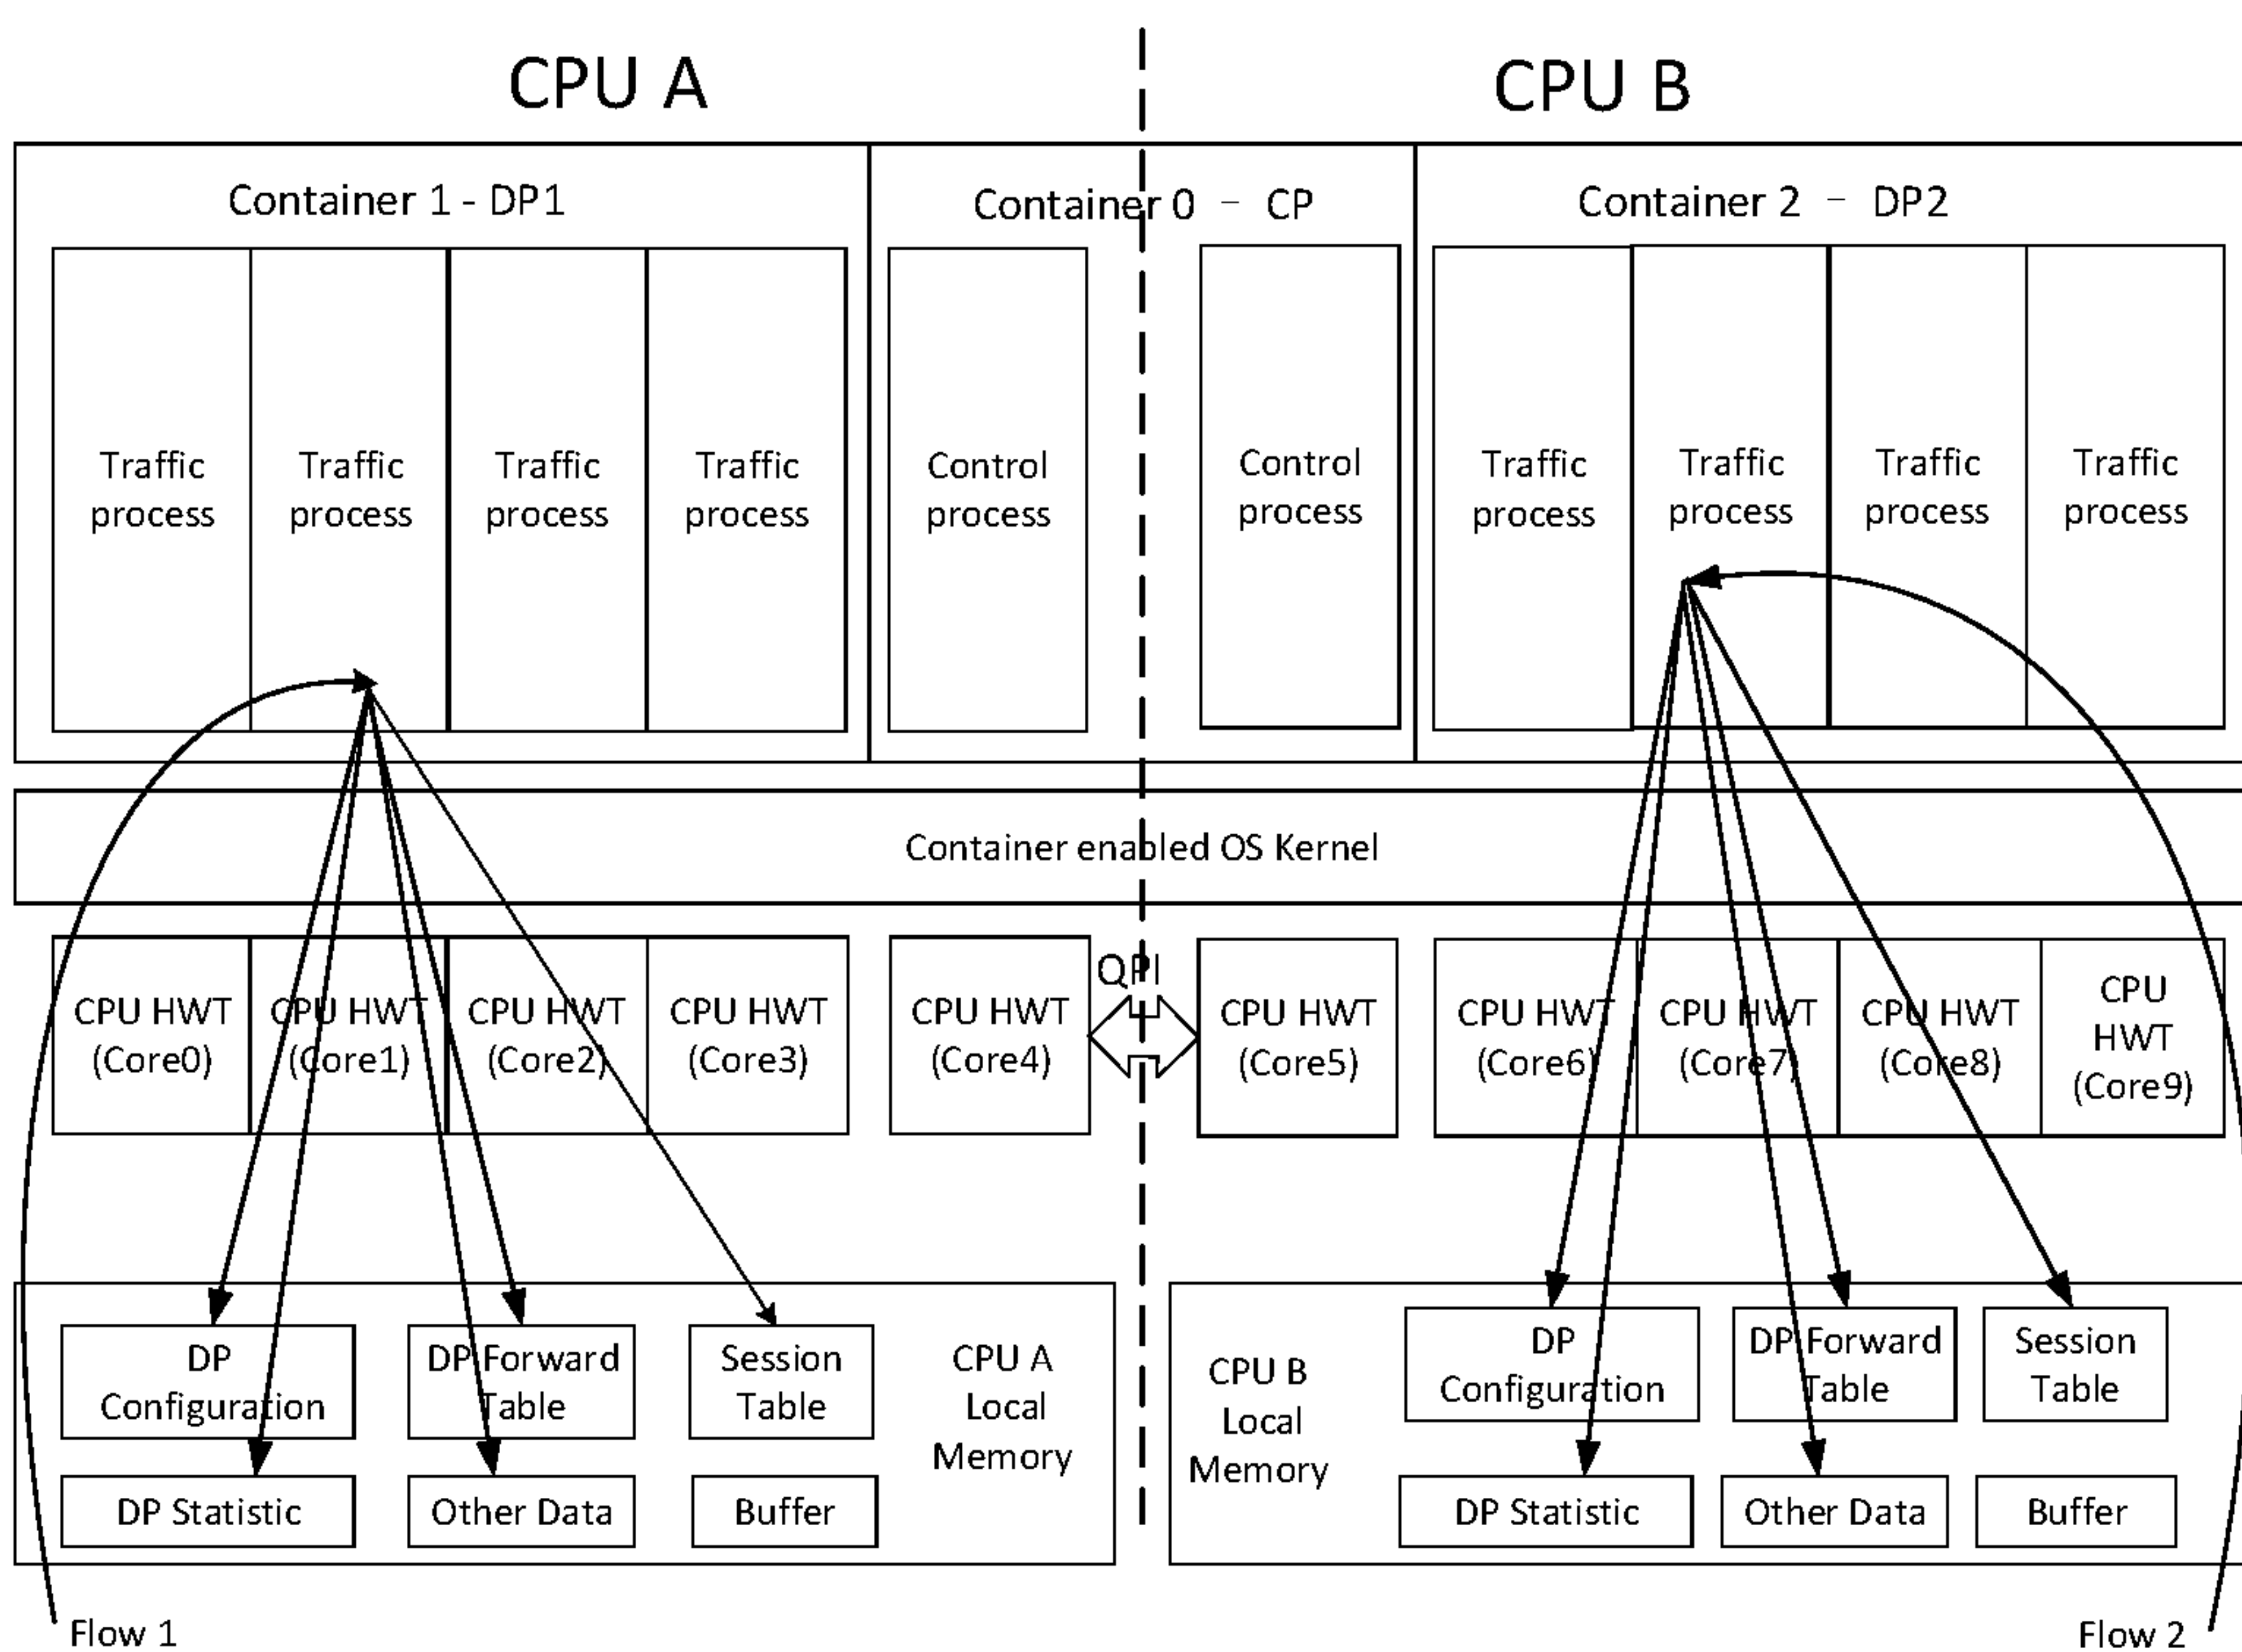 CPU A
CPU B
Container 1 - DP1
Container 0 – CP
Container 2 – DP2
Traffic
process
Traffic
process
Traffic
process
Traffic
process
Control
process
Control
process
Traffic
process
Traffic
process
Traffic
process
Traffic
process
Container enabled OS Kernel
CPU HWT
(Core0)
CPU HWT
(Core1)
CPU HWT
(Core2)
CPU HWT
(Core3)
CPU HWT
(Core4)
QPI
CPU HWT
(Core5)
CPU HWT
(Core6)
CPU HWT
(Core7)
CPU HWT
(Core8)
CPU
HWT
(Core9)
DP
Configuration
DP Forward
Table
Session
Table
CPU A
Local
Memory
DP Statistic
Other Data
Buffer
CPU B
Local
Memory
DP
Configuration
DP Forward
Table
Session
Table
DP Statistic
Other Data
Buffer
Flow 1
Flow 2